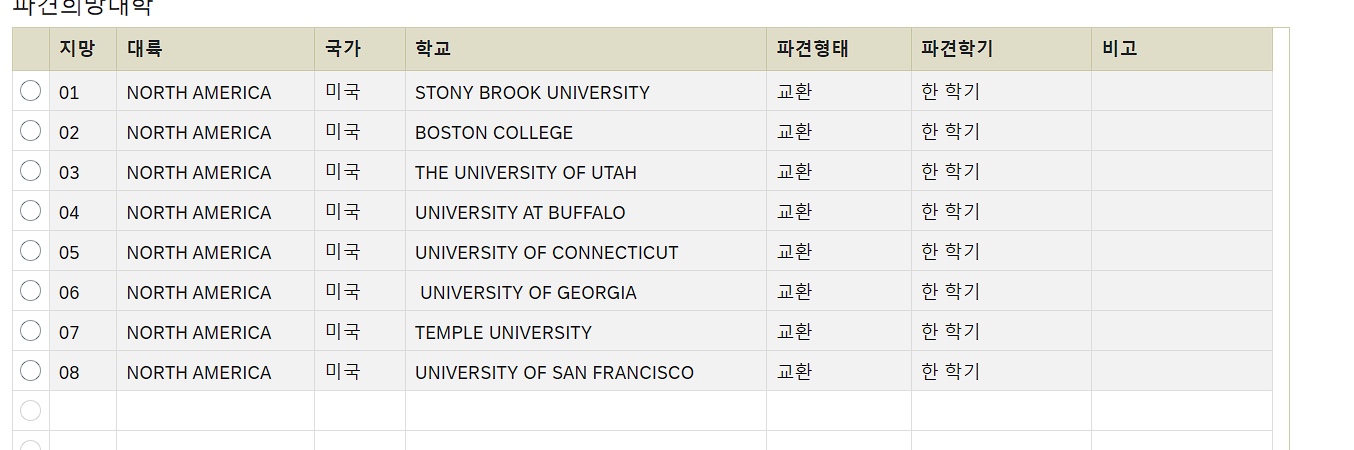 파견희망대학
지망 대륙 국가 학교 파견형태 파견학기 비고
01 NORTH AMERICA 미국 STONY BROOK UNIVERSITY 교환 한 학기
02 NORTH AMERICA 미국 BOSTON COLLEGE 교환 한 학기
03 NORTH AMERICA 미국 THE UNIVERSITY OF UTAH 교환 한 학기
04 NORTH AMERICA 미국 UNIVERSITY AT BUFFALO 교환 한 학기
05 NORTH AMERICA 미국 UNIVERSITY OF CONNECTICUT 교환 한 학기
06 NORTH AMERICA 미국 UNIVERSITY OF GEORGIA 교환 한 학기
07 NORTH AMERICA 미국 TEMPLE UNIVERSITY 교환 한 학기
08 NORTH AMERICA 미국 UNIVERSITY OF SAN FRANCISCO 교환 한 학기